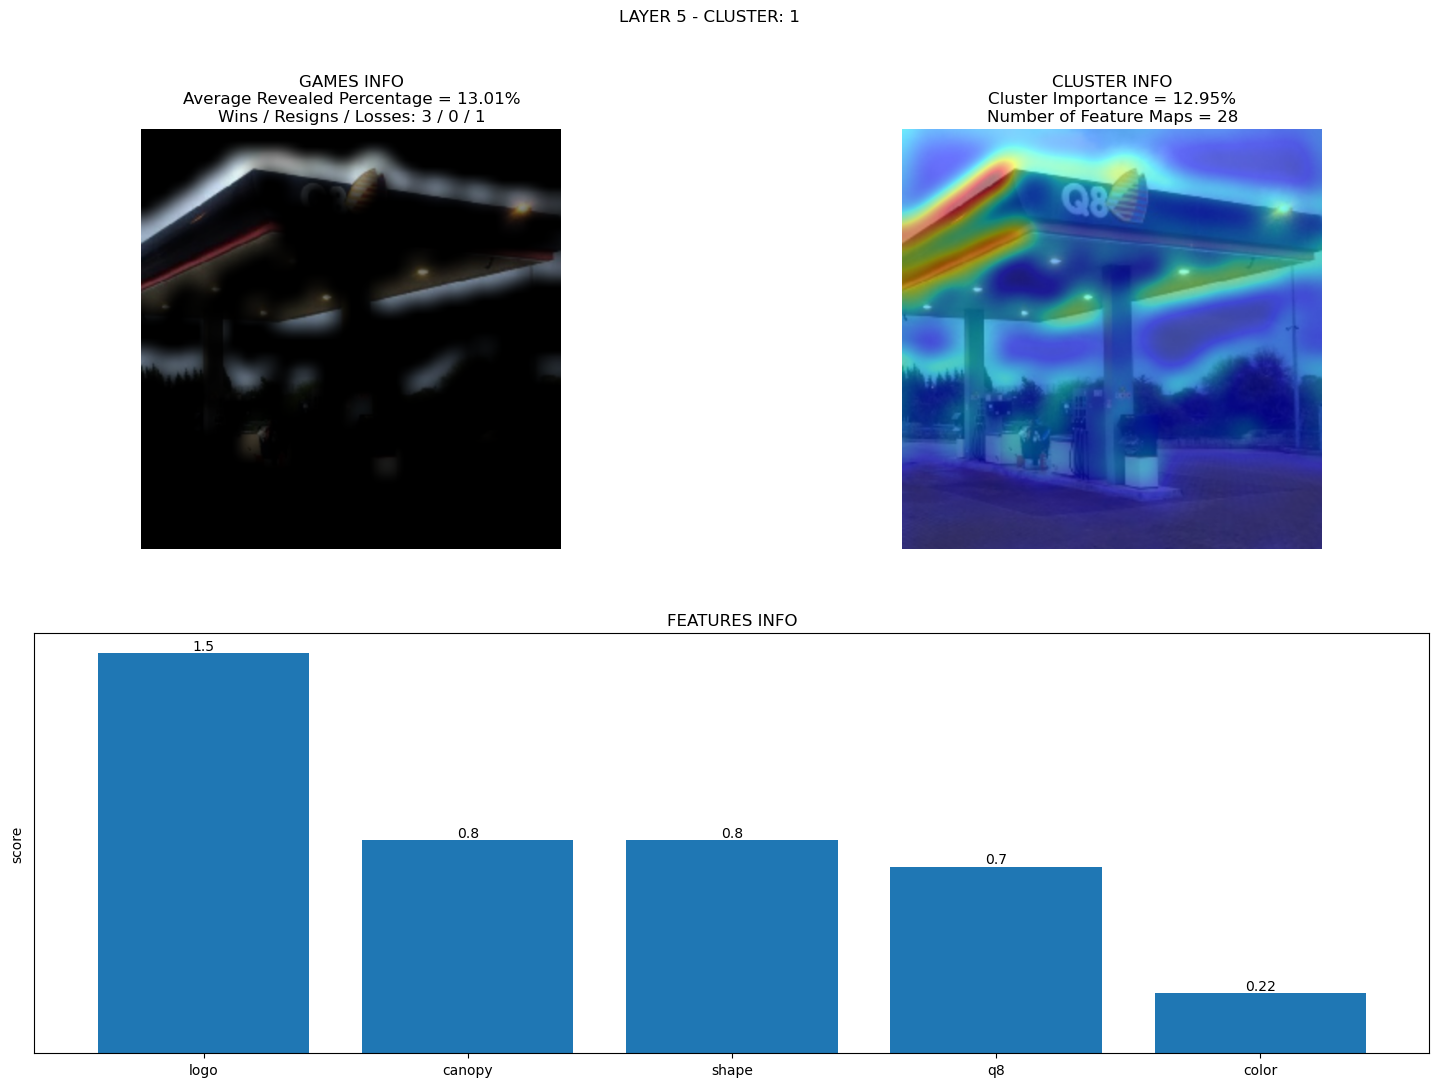 LAYER 5 - CLUSTER: 1
GAMES INFO
Average Revealed Percentage = 13.01%
Wins / Resigns / Losses: 3 / 0 / 1
CLUSTER INFO
Cluster Importance = 12.95%
Number of Feature Maps = 28
Q8
FEATURES INFO
score
1.5
0.8
0.8
0.7
0.22
logo
canopy
shape
q8
color